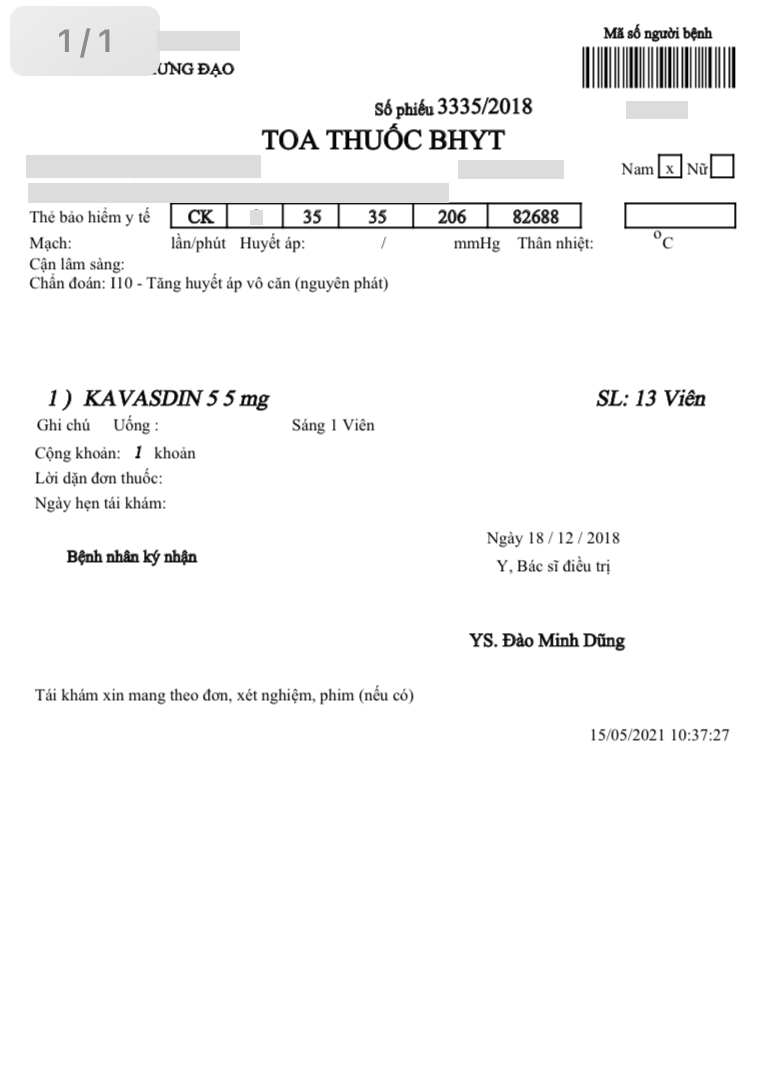 1/1
Mã số người bệnh
ƯNG ĐẠO
Số phiếu 3335/2018
TOA THUỐC BHYT
Nam x Nữ
Thẻ bảo hiểm y tế CK 35 35 206 82688
Mạch: lần/phút Huyết áp: / mmHg Thân nhiệt: °C
Cận lâm sàng:
Chẩn đoán: I10 - Tăng huyết áp vô căn (nguyên phát)
1 ) KAVASDIN 5 5 mg SL: 13 Viên
Ghi chú Uống : Sáng 1 Viên
Cộng khoản: 1 khoản
Lời dặn đơn thuốc:
Ngày hẹn tái khám:
Ngày 18 / 12 / 2018
Bệnh nhân ký nhận
Y, Bác sĩ điều trị
YS. Đào Minh Dũng
Tái khám xin mang theo đơn, xét nghiệm, phim (nếu có)
15/05/2021 10:37:27